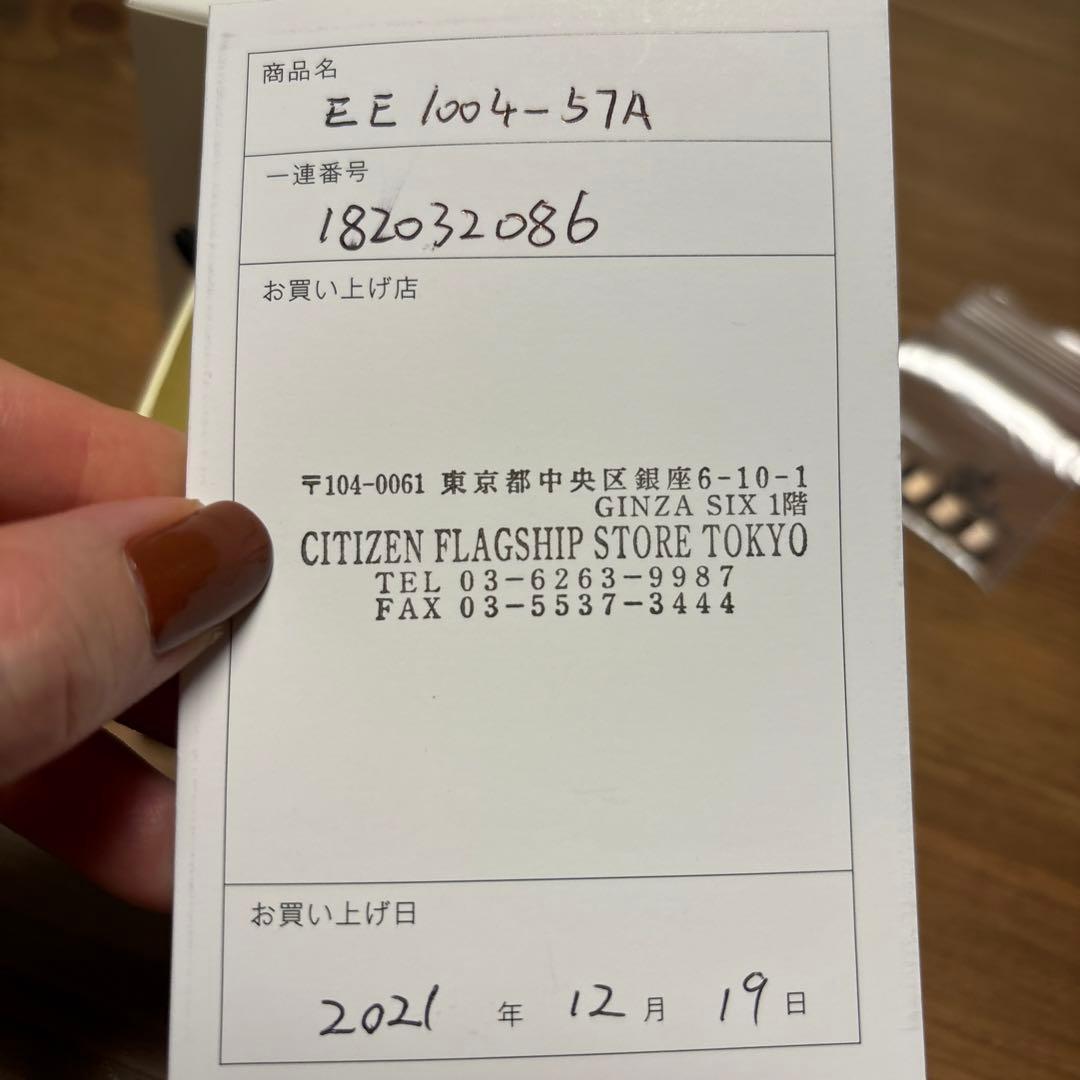 商品名
EE1004-57A
一連番号
182032086
お買い上げ店
〒104-0061 東京都中央区銀座6-10-1
GINZA SIX 1階
CITIZEN FLAGSHIP STORE TOKYO
TEL 03-6263-9987
FAX 03-5537-3444
お買い上げ日
2021 年 12 月 19 日